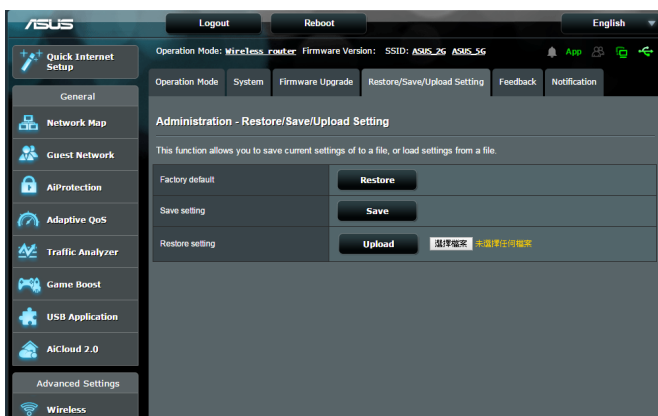 ASUS
Logout
Reboot
English
Quick Internet Setup
Operation Mode: Wireless router Firmware Version: SSID: ASUS_2G ASUS_5G
App
Operation Mode
System
Firmware Upgrade
Restore/Save/Upload Setting
Feedback
Notification
General
Network Map
Guest Network
AiProtection
Adaptive QoS
Traffic Analyzer
Game Boost
USB Application
AiCloud 2.0
Advanced Settings
Wireless
Administration - Restore/Save/Upload Setting
This function allows you to save current settings of to a file, or load settings from a file.
Factory default
Restore
Save setting
Save
Restore setting
Upload
選擇檔案 未選擇任何檔案